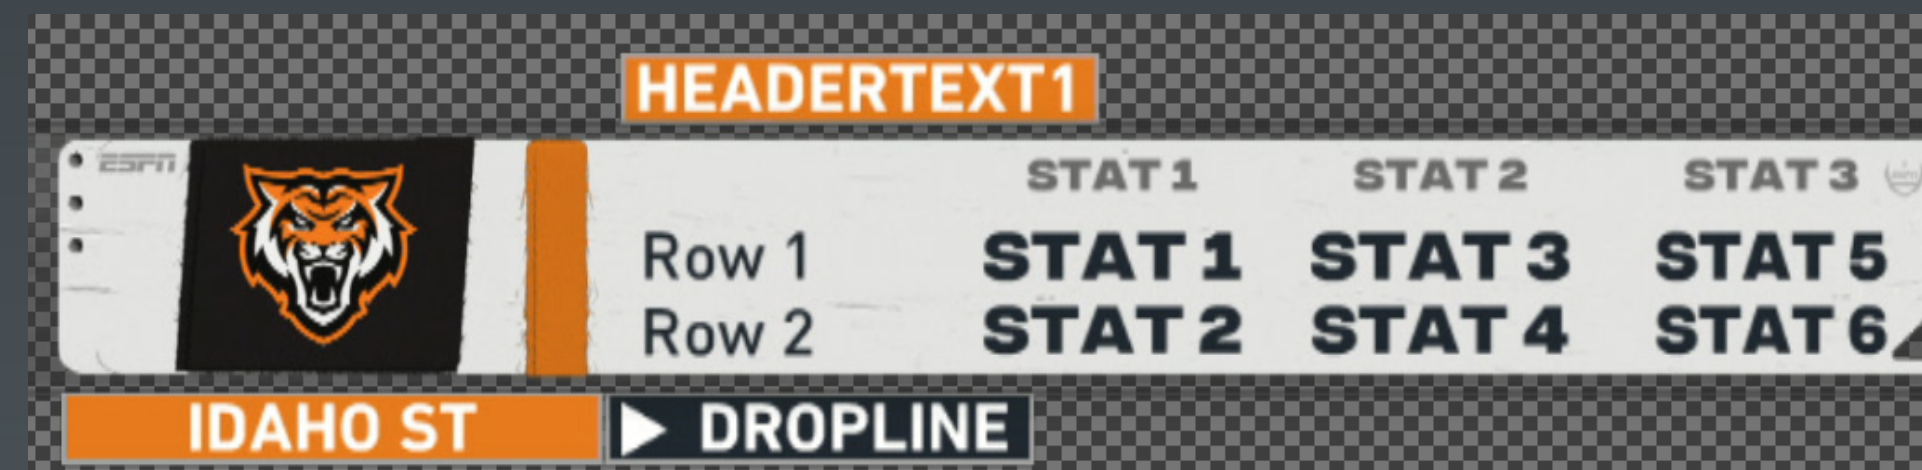 HEADERTEXT1
ESPN
STAT 1 STAT 2 STAT 3
Row 1 STAT 1 STAT 3 STAT 5
Row 2 STAT 2 STAT 4 STAT 6
IDAHO ST ▶ DROPLINE